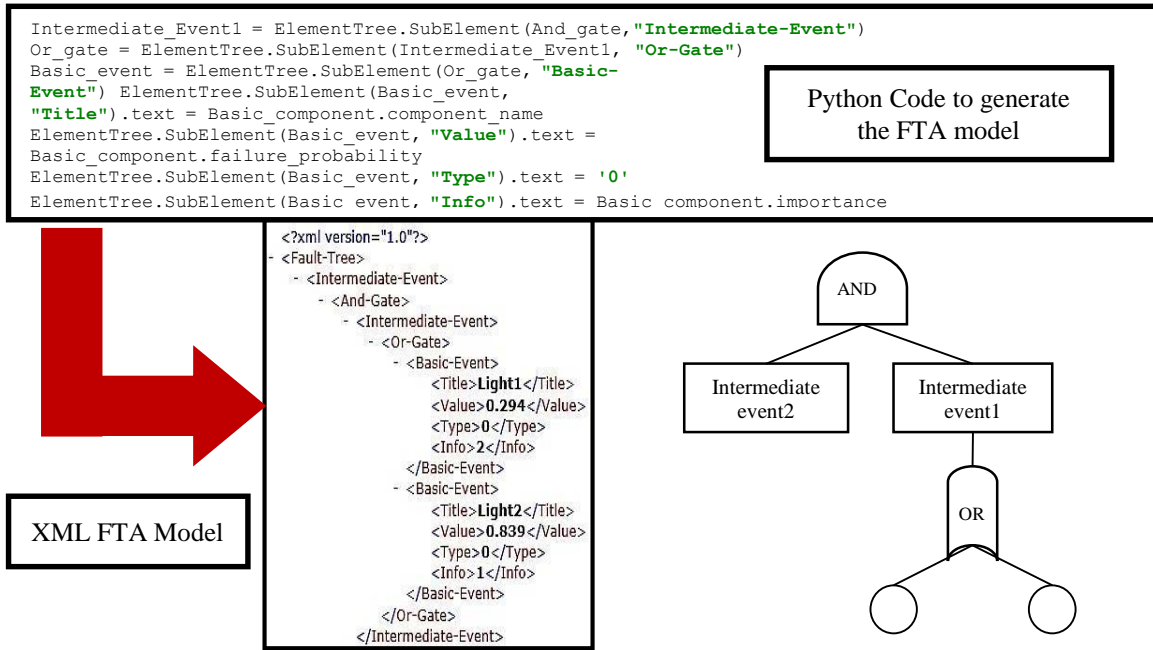 Intermediate_Event1 = ElementTree.SubElement(And_gate,"Intermediate-Event")
Or_gate = ElementTree.SubElement(Intermediate_Event1, "Or-Gate")
Basic_event = ElementTree.SubElement(Or_gate, "Basic-
Event") ElementTree.SubElement(Basic_event,
"Title").text = Basic_component.component_name
ElementTree.SubElement(Basic_event, "Value").text =
Basic_component.failure_probability
ElementTree.SubElement(Basic_event, "Type").text = '0'
ElementTree.SubElement(Basic_event, "Info").text = Basic_component.importance
Python Code to generate
the FTA model
<?xml version="1.0"?>
- <Fault-Tree>
- <Intermediate-Event>
- <And-Gate>
- <Intermediate-Event>
- <Or-Gate>
- <Basic-Event>
<Title>Light1</Title>
<Value>0.294</Value>
<Type>0</Type>
<Info>2</Info>
</Basic-Event>
- <Basic-Event>
<Title>Light2</Title>
<Value>0.839</Value>
<Type>0</Type>
<Info>1</Info>
</Basic-Event>
</Or-Gate>
</Intermediate-Event>
XML FTA Model
AND
Intermediate
event2
Intermediate
event1
OR